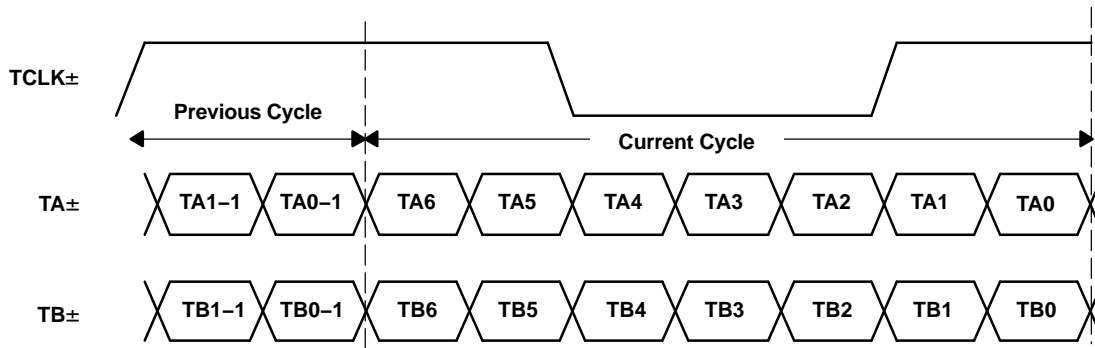 TCLK±
Previous Cycle
Current Cycle
TA±
TA1–1 TA0–1 TA6 TA5 TA4 TA3 TA2 TA1 TA0
TB±
TB1–1 TB0–1 TB6 TB5 TB4 TB3 TB2 TB1 TB0